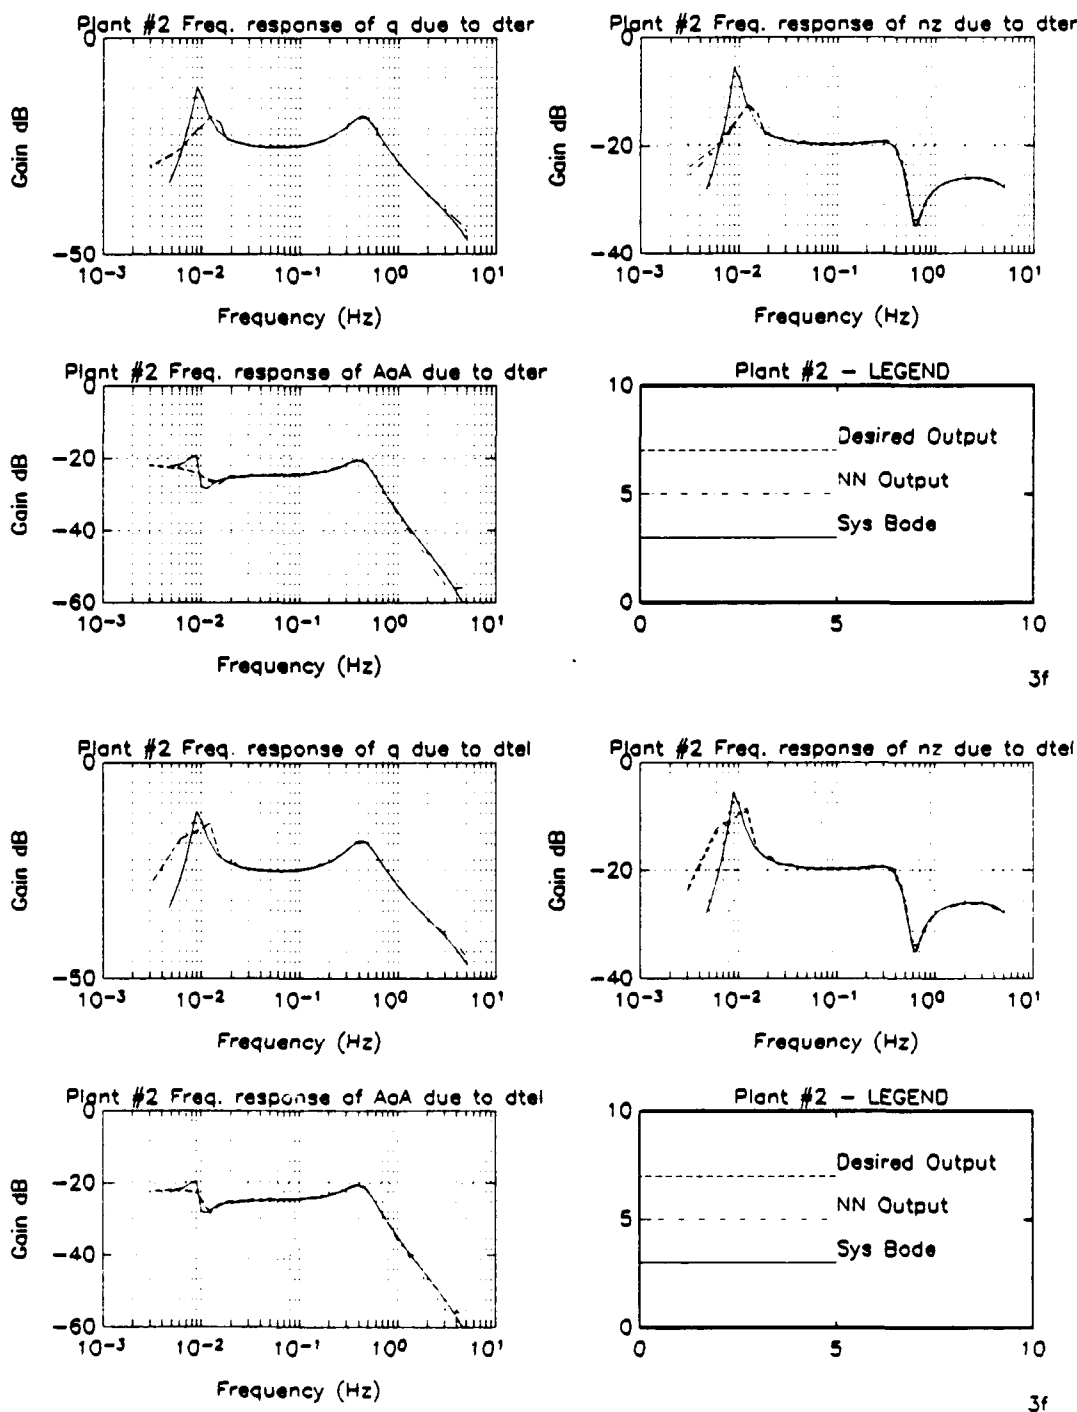 Plant #2 Freq. response of q due to dter
Plant #2 Freq. response of nz due to dter
0
-50
Gain dB
10⁻³ 10⁻² 10⁻¹ 10⁰ 10¹
Frequency (Hz)
0
-20
-40
Gain dB
10⁻³ 10⁻² 10⁻¹ 10⁰ 10¹
Frequency (Hz)
Plant #2 Freq. response of AoA due to dter
Plant #2 - LEGEND
0
-20
-40
-60
Gain dB
10⁻³ 10⁻² 10⁻¹ 10⁰ 10¹
Frequency (Hz)
10
5
0
Desired Output
NN Output
Sys Bode
0 5 10
3f
Plant #2 Freq. response of q due to dtel
Plant #2 Freq. response of nz due to dtel
0
-50
Gain dB
10⁻³ 10⁻² 10⁻¹ 10⁰ 10¹
Frequency (Hz)
0
-20
-40
Gain dB
10⁻³ 10⁻² 10⁻¹ 10⁰ 10¹
Frequency (Hz)
Plant #2 Freq. response of AoA due to dtel
Plant #2 - LEGEND
0
-20
-40
-60
Gain dB
10⁻³ 10⁻² 10⁻¹ 10⁰ 10¹
Frequency (Hz)
10
5
0
Desired Output
NN Output
Sys Bode
0 5 10
3f